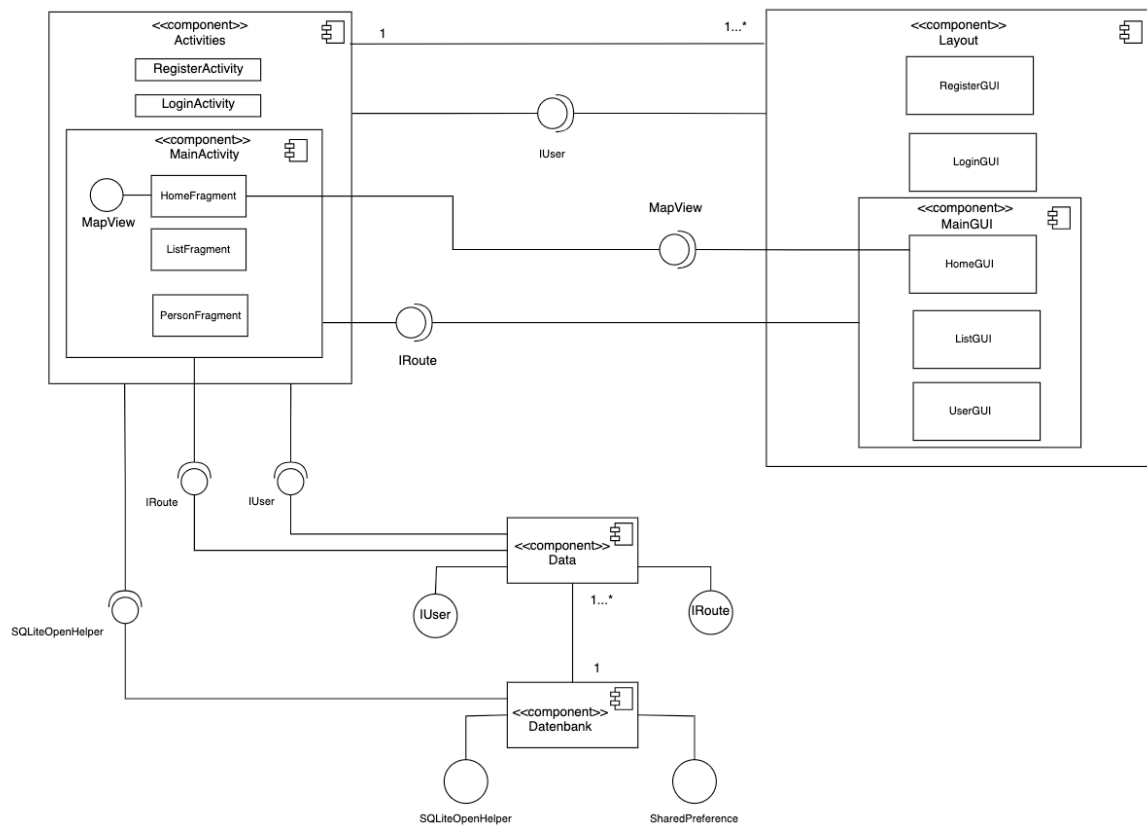 <<component>>
Activities
RegisterActivity
LoginActivity
<<component>>
MainActivity
HomeFragment
MapView
ListFragment
PersonFragment
1
1...*
IUser
MapView
IRoute
<<component>>
Layout
RegisterGUI
LoginGUI
<<component>>
MainGUI
HomeGUI
ListGUI
UserGUI
IRoute
IUser
SQLiteOpenHelper
<<component>>
Data
IUser
IRoute
1...*
1
<<component>>
Datenbank
SQLiteOpenHelper
SharedPreference